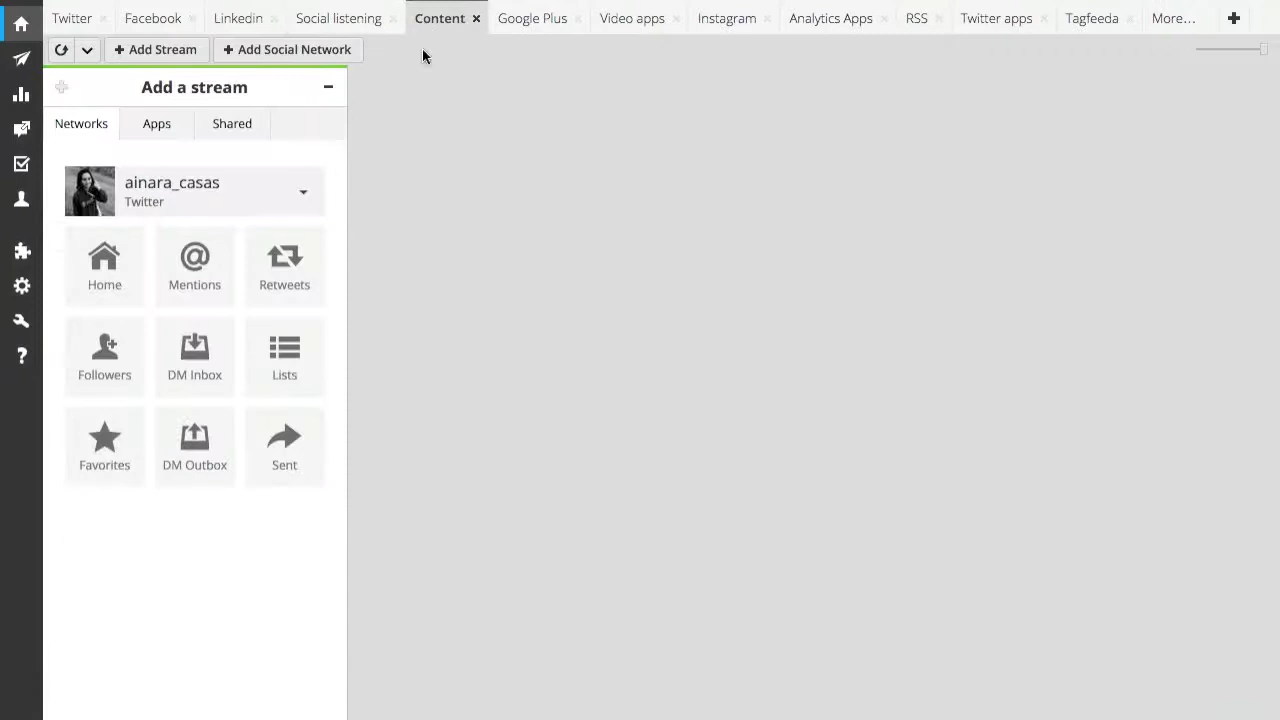 Twitter Facebook Linkedin Social listening Content Google Plus Video apps Instagram Analytics Apps RSS Twitter apps Tagfeeda More...
Add Stream Add Social Network
Add a stream
Networks Apps Shared
ainara_casas
Twitter
Home Mentions Retweets
Followers DM Inbox Lists
Favorites DM Outbox Sent